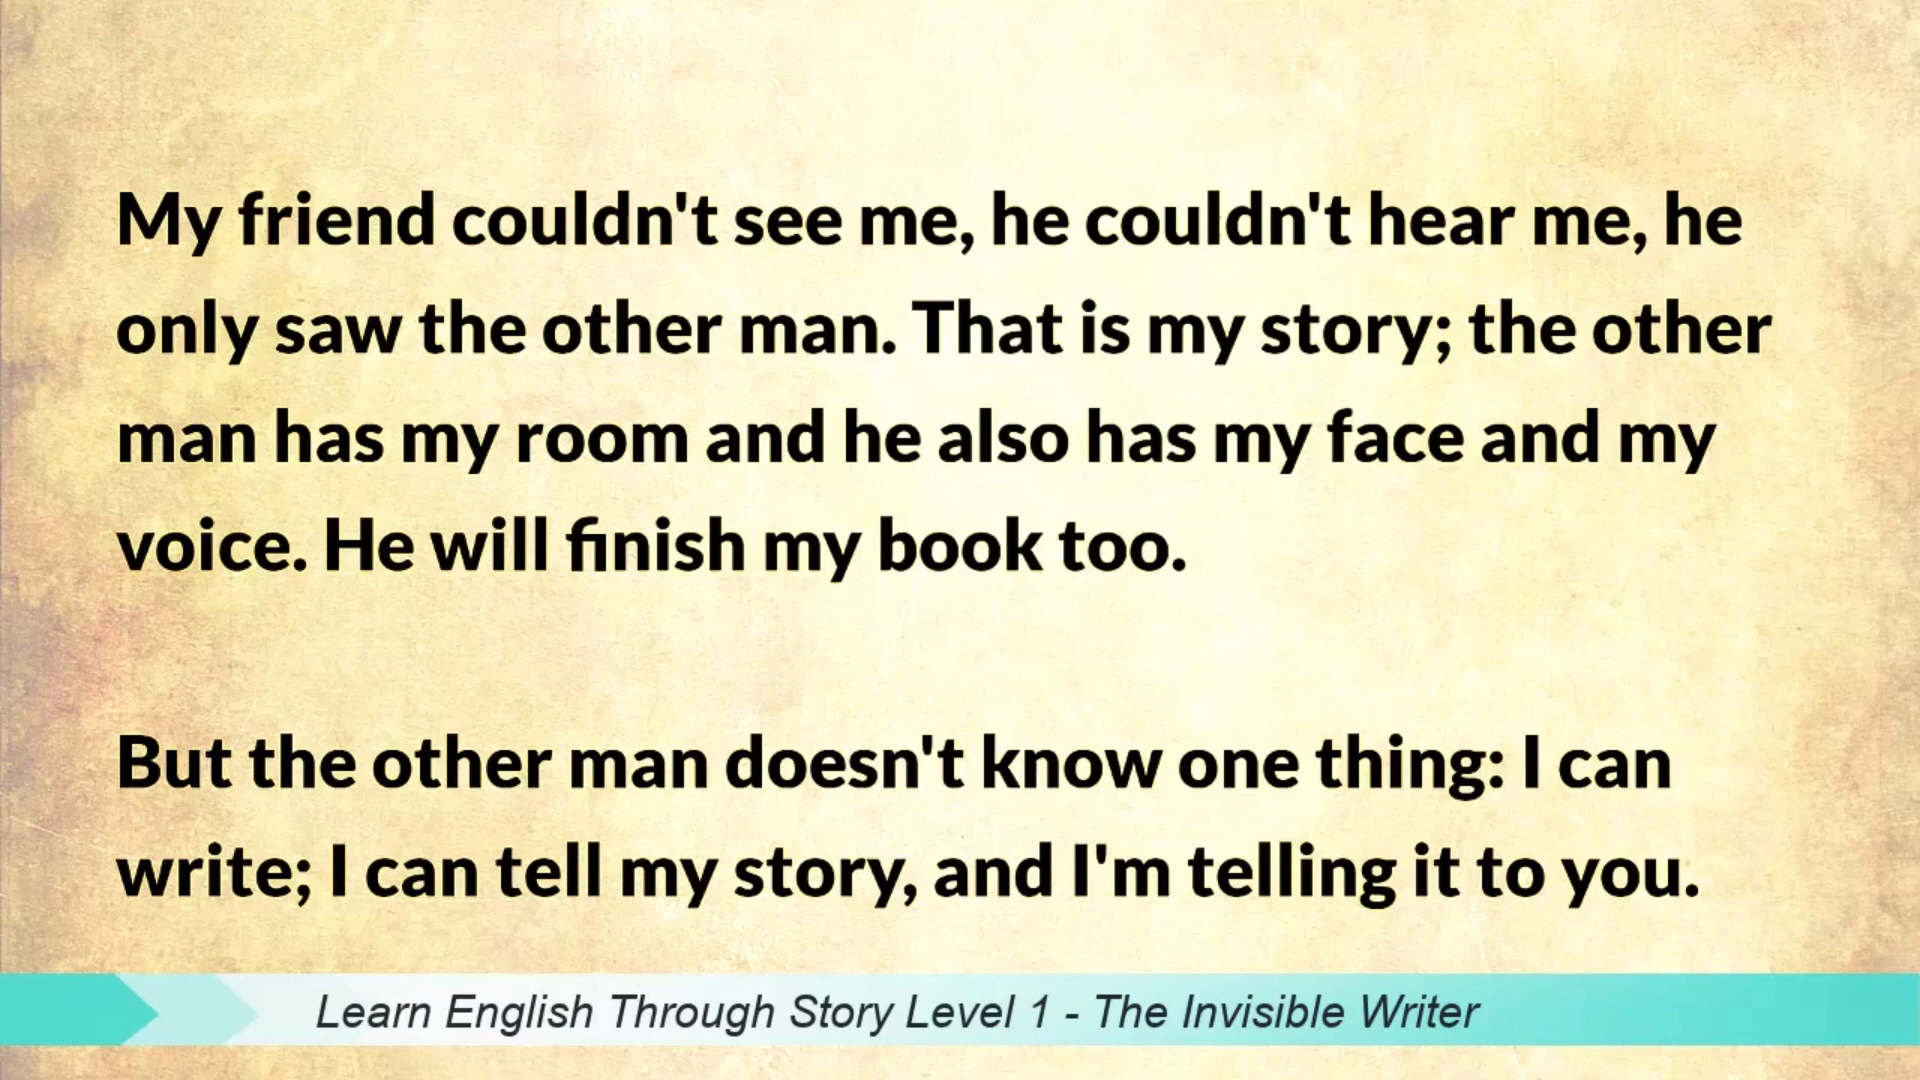 My friend couldn't see me, he couldn't hear me, he
only saw the other man. That is my story; the other
man has my room and he also has my face and my
voice. He will finish my book too.
But the other man doesn't know one thing: I can
write; I can tell my story, and I'm telling it to you.
Learn English Through Story Level 1 - The Invisible Writer